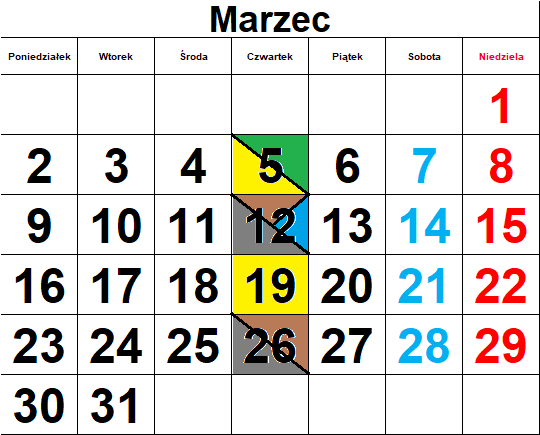 Marzec
Poniedziałek Wtorek Środa Czwartek Piątek Sobota Niedziela
1
2 3 4 5 6 7 8
9 10 11 12 13 14 15
16 17 18 19 20 21 22
23 24 25 26 27 28 29
30 31